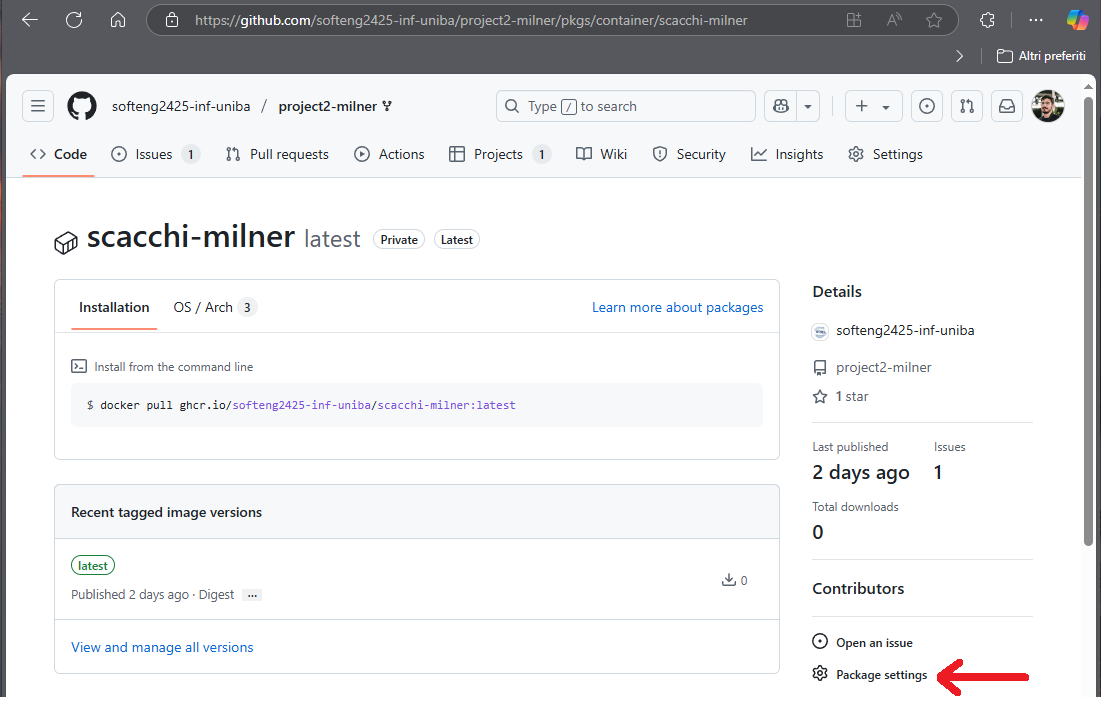 https://github.com/softeng2425-inf-uniba/project2-milner/pkgs/container/scacchi-milner
Altri preferiti
softeng2425-inf-uniba / project2-milner
Type / to search
Code
Issues 1
Pull requests
Actions
Projects 1
Wiki
Security
Insights
Settings
scacchi-milner latest Private Latest
Installation
OS / Arch 3
Learn more about packages
Install from the command line
$ docker pull ghcr.io/softeng2425-inf-uniba/scacchi-milner:latest
Recent tagged image versions
latest
Published 2 days ago · Digest ...
0
View and manage all versions
Details
softeng2425-inf-uniba
project2-milner
1 star
Last published
2 days ago
Issues
1
Total downloads
0
Contributors
Open an issue
Package settings